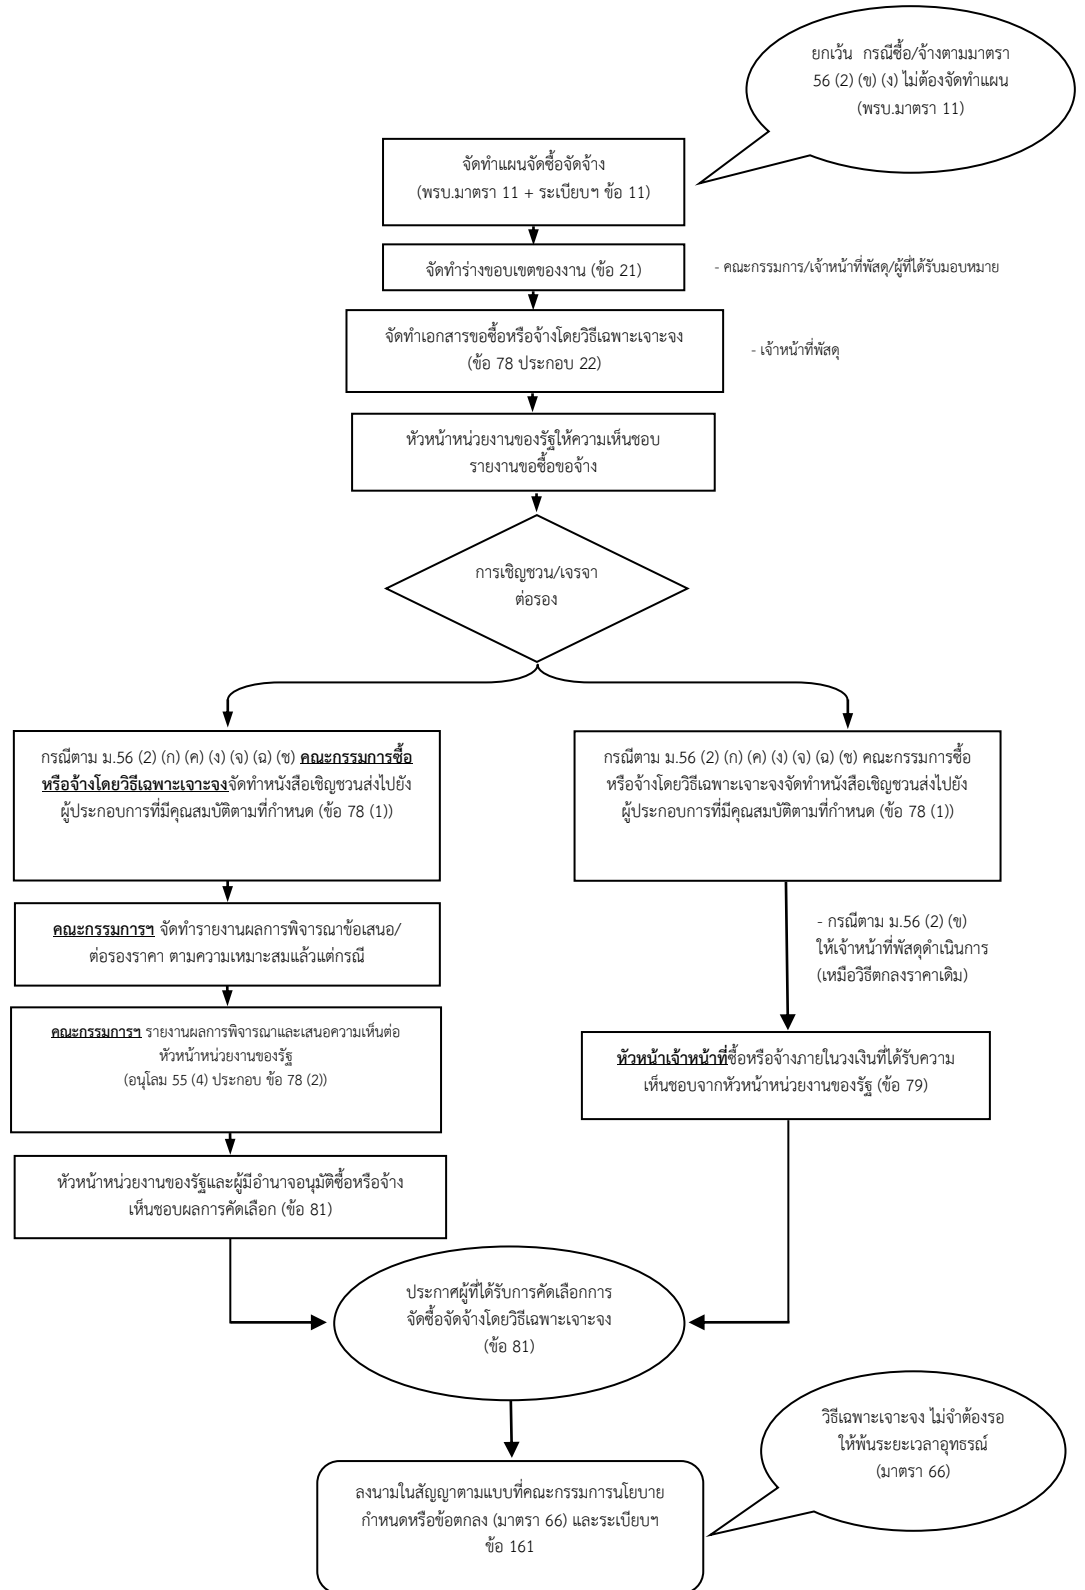 ยกเว้น กรณีซื้อ/จ้างตามมาตรา
56 (2) (ข) (ง) ไม่ต้องจัดทำแผน
(พรบ.มาตรา 11)
จัดทำแผนจัดซื้อจัดจ้าง
(พรบ.มาตรา 11 + ระเบียบฯ ข้อ 11)
จัดทำร่างขอบเขตของงาน (ข้อ 21)
- คณะกรรมการ/เจ้าหน้าที่พัสดุ/ผู้ที่ได้รับมอบหมาย
จัดทำเอกสารขอซื้อหรือจ้างโดยวิธีเฉพาะเจาะจง
(ข้อ 78 ประกอบ 22)
- เจ้าหน้าที่พัสดุ
หัวหน้าหน่วยงานของรัฐให้ความเห็นชอบ
รายงานขอซื้อขอจ้าง
การเชิญชวน/เจรจา
ต่อรอง
กรณีตาม ม.56 (2) (ก) (ค) (ง) (จ) (ฉ) (ช) คณะกรรมการซื้อ
หรือจ้างโดยวิธีเฉพาะเจาะจงจัดทำหนังสือเชิญชวนส่งไปยัง
ผู้ประกอบการที่มีคุณสมบัติตามที่กำหนด (ข้อ 78 (1))
คณะกรรมการฯ จัดทำรายงานผลการพิจารณาข้อเสนอ/
ต่อรองราคา ตามความเหมาะสมแล้วแต่กรณี
คณะกรรมการฯ รายงานผลการพิจารณาและเสนอความเห็นต่อ
หัวหน้าหน่วยงานของรัฐ
(อนุโลม 55 (4) ประกอบ ข้อ 78 (2))
หัวหน้าหน่วยงานของรัฐและผู้มีอำนาจอนุมัติซื้อหรือจ้าง
เห็นชอบผลการคัดเลือก (ข้อ 81)
กรณีตาม ม.56 (2) (ก) (ค) (ง) (จ) (ฉ) (ช) คณะกรรมการซื้อ
หรือจ้างโดยวิธีเฉพาะเจาะจงจัดทำหนังสือเชิญชวนส่งไปยัง
ผู้ประกอบการที่มีคุณสมบัติตามที่กำหนด (ข้อ 78 (1))
- กรณีตาม ม.56 (2) (ข)
ให้เจ้าหน้าที่พัสดุดำเนินการ
(เหมือวิธีตกลงราคาเดิม)
หัวหน้าเจ้าหน้าที่ซื้อหรือจ้างภายในวงเงินที่ได้รับความ
เห็นชอบจากหัวหน้าหน่วยงานของรัฐ (ข้อ 79)
ประกาศผู้ที่ได้รับการคัดเลือกการ
จัดซื้อจัดจ้างโดยวิธีเฉพาะเจาะจง
(ข้อ 81)
วิธีเฉพาะเจาะจง ไม่จำต้องรอ
ให้พ้นระยะเวลาอุทธรณ์
(มาตรา 66)
ลงนามในสัญญาตามแบบที่คณะกรรมการนโยบาย
กำหนดหรือข้อตกลง (มาตรา 66) และระเบียบฯ
ข้อ 161